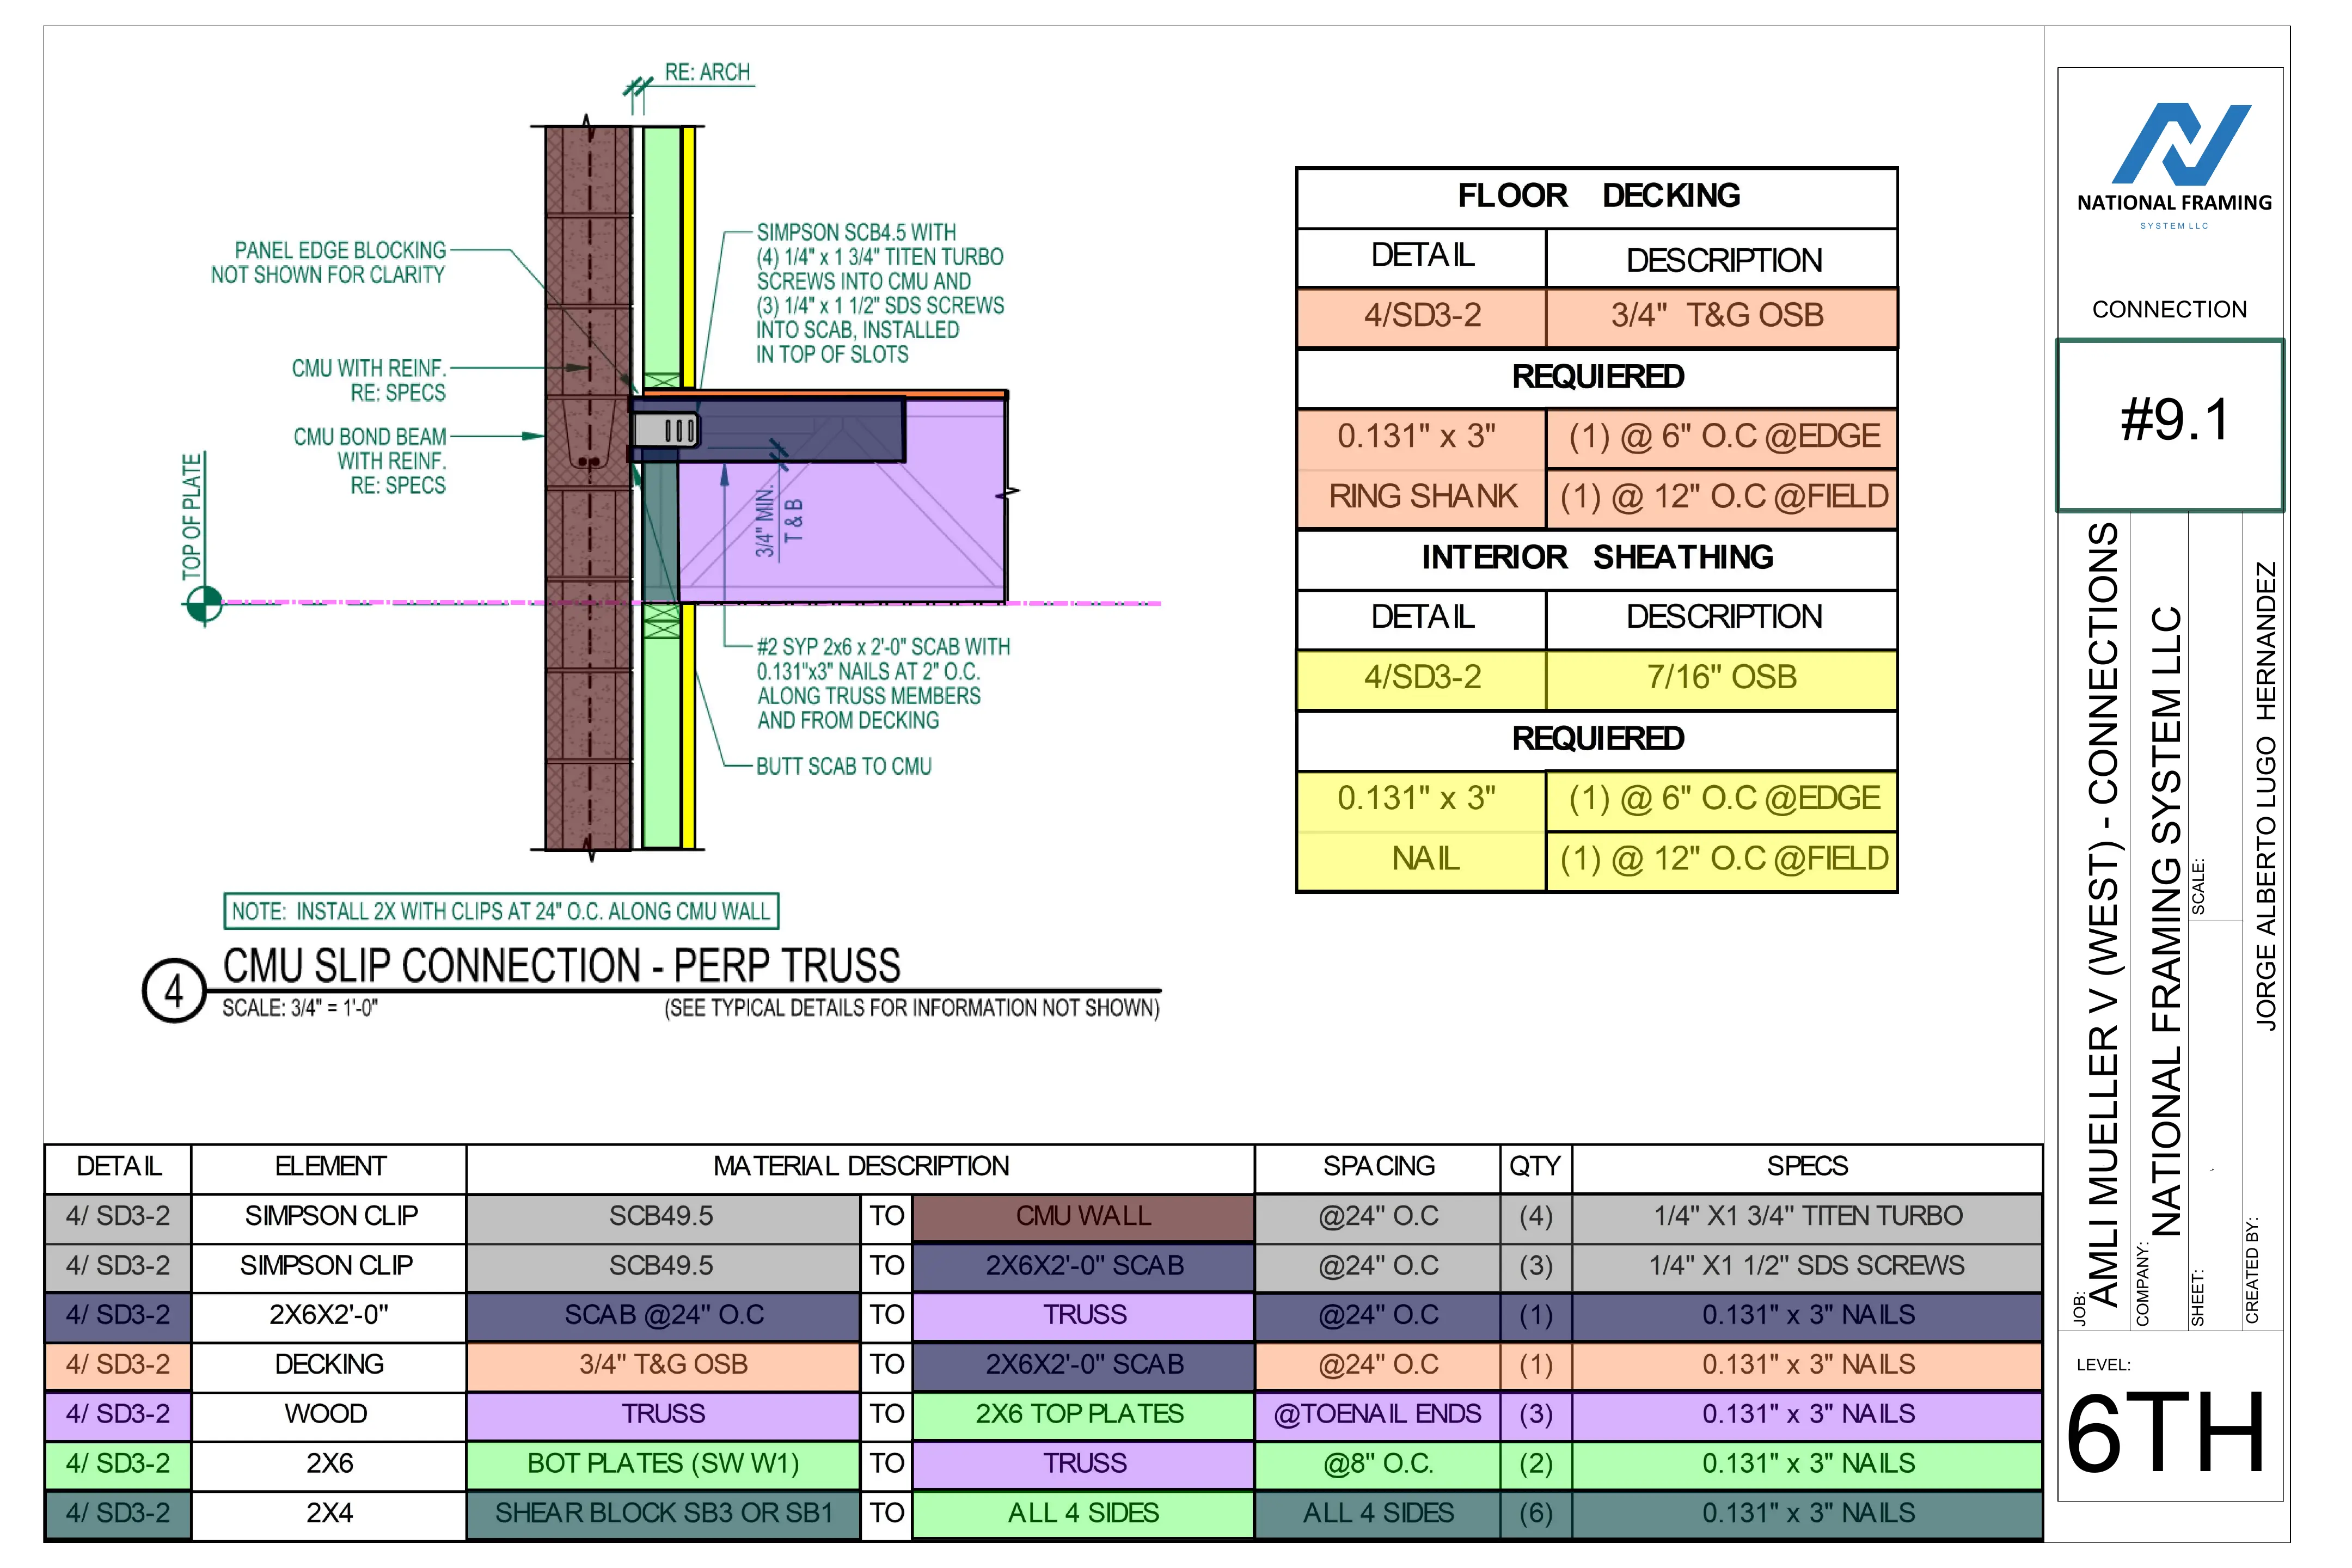 RE: ARCH
PANEL EDGE BLOCKING
NOT SHOWN FOR CLARITY
CMU WITH REINF.
RE: SPECS
CMU BOND BEAM
WITH REINF.
RE: SPECS
TOP OF PLATE
SIMPSON SCB4.5 WITH
(4) 1/4" x 1 3/4" TITEN TURBO
SCREWS INTO CMU AND
(3) 1/4" x 1 1/2" SDS SCREWS
INTO SCAB, INSTALLED
IN TOP OF SLOTS
3/4" MIN.
T & B
#2 SYP 2x6 x 2'-0" SCAB WITH
0.131"x3" NAILS AT 2" O.C.
ALONG TRUSS MEMBERS
AND FROM DECKING
BUTT SCAB TO CMU
NOTE: INSTALL 2X WITH CLIPS AT 24" O.C. ALONG CMU WALL
4
CMU SLIP CONNECTION - PERP TRUSS
SCALE: 3/4" = 1'-0" (SEE TYPICAL DETAILS FOR INFORMATION NOT SHOWN)
FLOOR DECKING
DETAIL DESCRIPTION
4/SD3-2 3/4" T&G OSB
REQUIERED
0.131" x 3" (1) @ 6" O.C @EDGE
RING SHANK (1) @ 12" O.C @FIELD
INTERIOR SHEATHING
DETAIL DESCRIPTION
4/SD3-2 7/16" OSB
REQUIERED
0.131" x 3" (1) @ 6" O.C @EDGE
NAIL (1) @ 12" O.C @FIELD
DETAIL ELEMENT MATERIAL DESCRIPTION SPACING QTY SPECS
4/ SD3-2 SIMPSON CLIP SCB49.5 TO CMU WALL @24" O.C (4) 1/4" X1 3/4" TITEN TURBO
4/ SD3-2 SIMPSON CLIP SCB49.5 TO 2X6X2'-0" SCAB @24" O.C (3) 1/4" X1 1/2" SDS SCREWS
4/ SD3-2 2X6X2'-0" SCAB @24" O.C TO TRUSS @24" O.C (1) 0.131" x 3" NAILS
4/ SD3-2 DECKING 3/4" T&G OSB TO 2X6X2'-0" SCAB @24" O.C (1) 0.131" x 3" NAILS
4/ SD3-2 WOOD TRUSS TO 2X6 TOP PLATES @TOENAIL ENDS (3) 0.131" x 3" NAILS
4/ SD3-2 2X6 BOT PLATES (SW W1) TO TRUSS @8" O.C. (2) 0.131" x 3" NAILS
4/ SD3-2 2X4 SHEAR BLOCK SB3 OR SB1 TO ALL 4 SIDES ALL 4 SIDES (6) 0.131" x 3" NAILS
NATIONAL FRAMING
SYSTEM LLC
CONNECTION
#9.1
JOB: AMLI MUELLER V (WEST) - CONNECTIONS
COMPANY: NATIONAL FRAMING SYSTEM LLC
SHEET:
SCALE:
CREATED BY: JORGE ALBERTO LUGO HERNANDEZ
LEVEL:
6TH